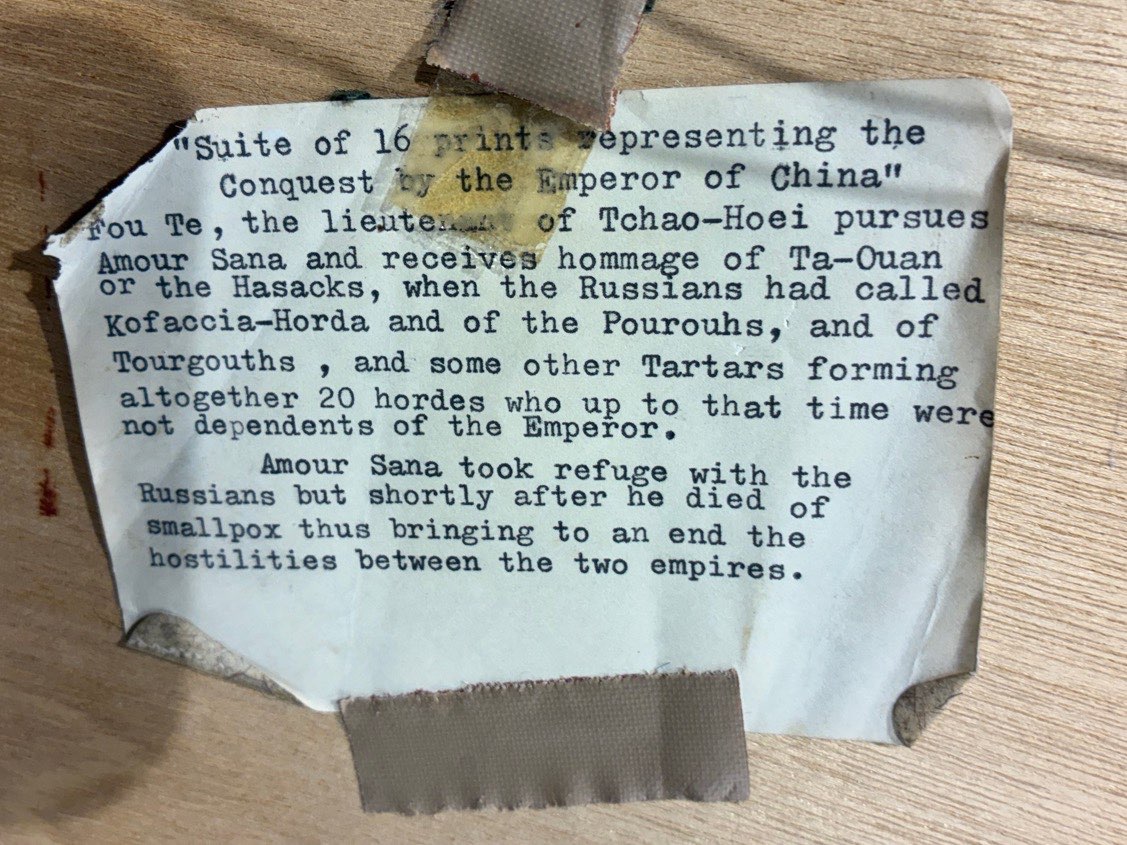 "Suite of 16 prints representing the
Conquest by the Emperor of China"
Fou Te, the lieutenant of Tchao-Hoei pursues
Amour Sana and receives hommage of Ta-Ouan
or the Hasacks, when the Russians had called
Kofaccia-Horda and of the Pourouhs, and of
Tourgouths , and some other Tartars forming
altogether 20 hordes who up to that time were
not dependents of the Emperor.
Amour Sana took refuge with the
Russians but shortly after he died of
smallpox thus bringing to an end the
hostilities between the two empires.